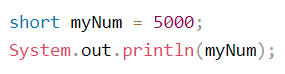 short myNum = 5000;
System.out.println(myNum);